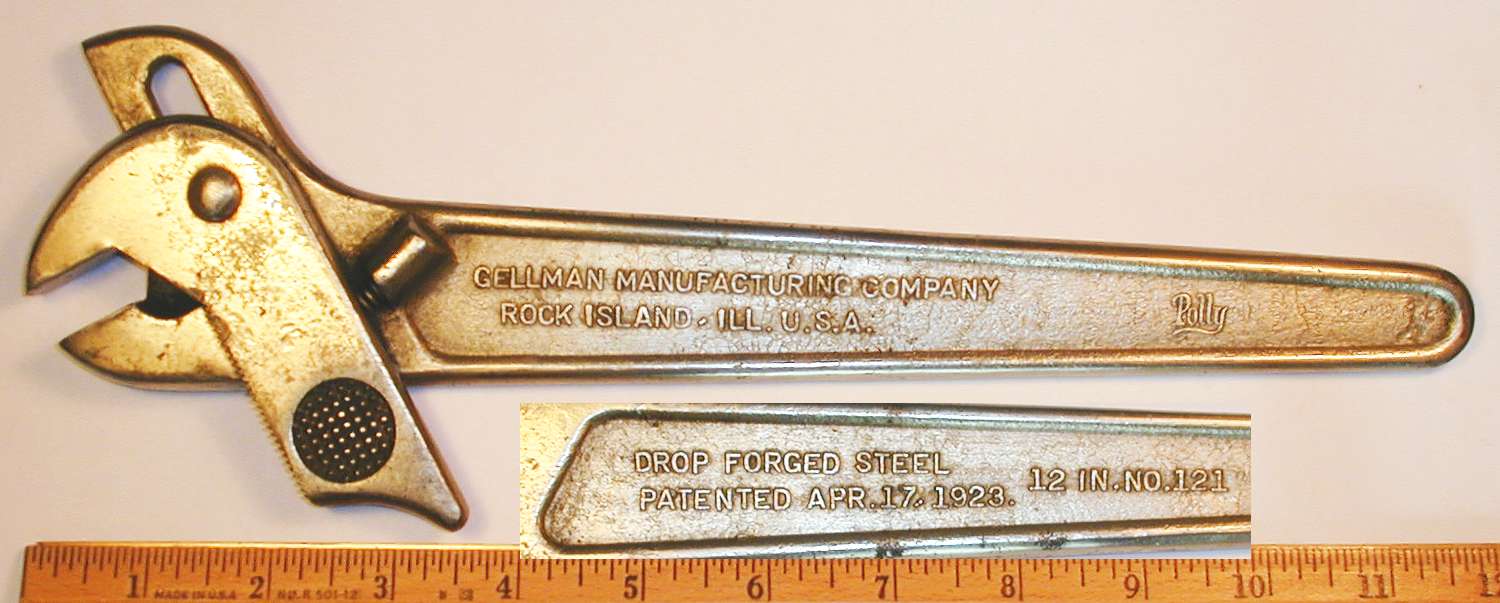 GELLMAN MANUFACTURING COMPANY
ROCK ISLAND, ILL. U.S.A.
Polly
DROP FORGED STEEL
PATENTED APR. 17, 1923.
12 IN. NO. 121
1 2 3 4 5 6 7 8 9 10 11 12
MADE IN U.S.A.